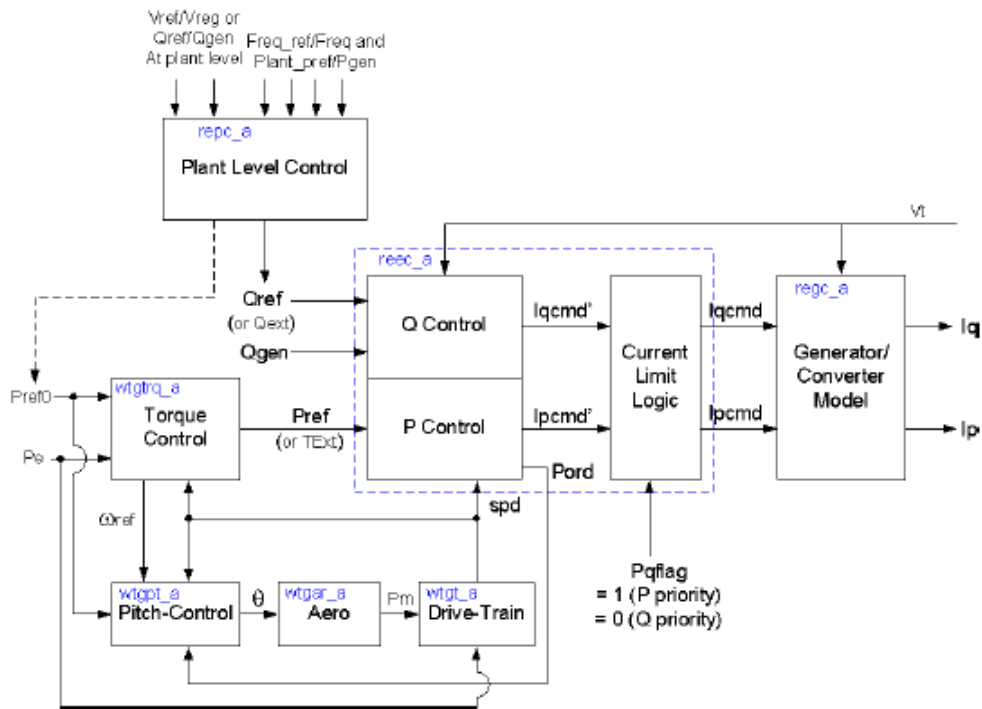 Vref/Vreg or
Qref/Qgen
At plant level
Freq_ref/Freq and
Plant_pref/Pgen
repc_a
Plant Level Control
Vt
reec_a
Qref
(or Qext)
Qgen
Q Control
Iqcmd'
Current
Limit
Logic
Iqcmd
regc_a
Generator/
Converter
Model
Iq
Pref0
Pe
wtgtrq_a
Torque
Control
Pref
(or TExt)
P Control
Ipcmd'
Ipcmd
Ip
Pord
spd
ωref
wtgpt_a
Pitch-Control
θ
wtgar_a
Aero
Pm
wtgt_a
Drive-Train
Pqflag
= 1 (P priority)
= 0 (Q priority)